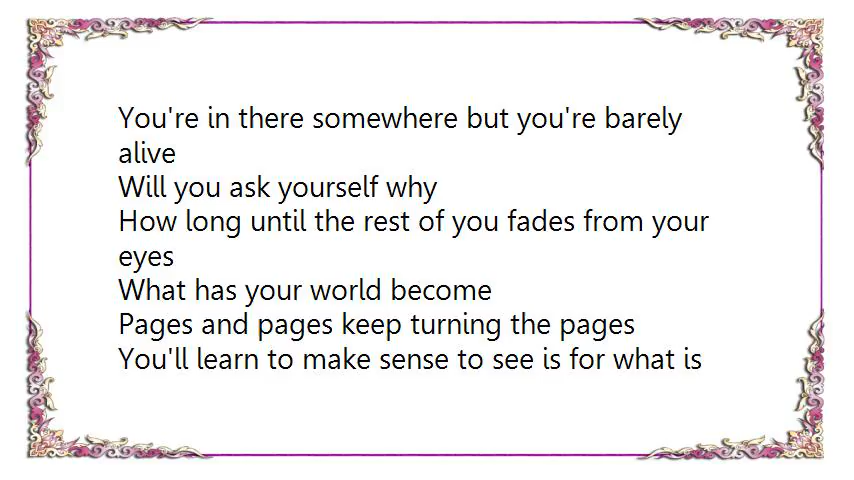 You're in there somewhere but you're barely
alive
Will you ask yourself why
How long until the rest of you fades from your
eyes
What has your world become
Pages and pages keep turning the pages
You'll learn to make sense to see is for what is